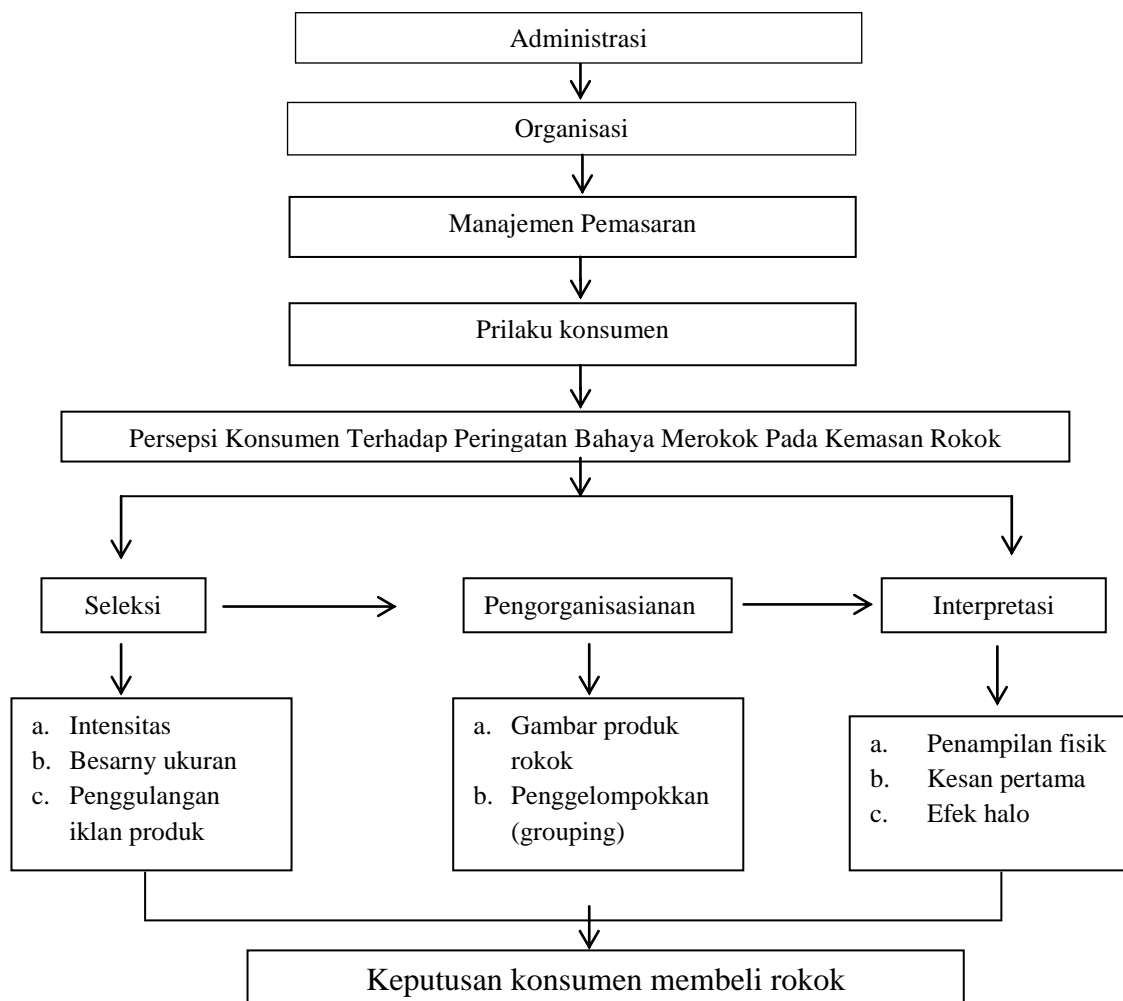 Administrasi
Organisasi
Manajemen Pemasaran
Prilaku konsumen
Persepsi Konsumen Terhadap Peringatan Bahaya Merokok Pada Kemasan Rokok
Seleksi
Pengorganisasianan
Interpretasi
a. Intensitas
b. Besarny ukuran
c. Penggulangan
iklan produk
a. Gambar produk
rokok
b. Penggelompokkan
(grouping)
a. Penampilan fisik
b. Kesan pertama
c. Efek halo
Keputusan konsumen membeli rokok